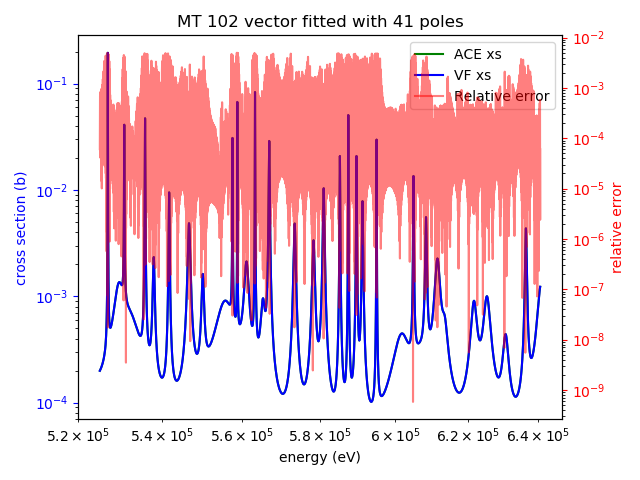 MT 102 vector fitted with 41 poles
ACE xs
VF xs
Relative error
cross section (b)
10⁻¹
10⁻²
10⁻³
10⁻⁴
relative error
10⁻²
10⁻³
10⁻⁴
10⁻⁵
10⁻⁶
10⁻⁷
10⁻⁸
10⁻⁹
5.2 × 10⁵ 5.4 × 10⁵ 5.6 × 10⁵ 5.8 × 10⁵ 6 × 10⁵ 6.2 × 10⁵ 6.4 × 10⁵
energy (eV)